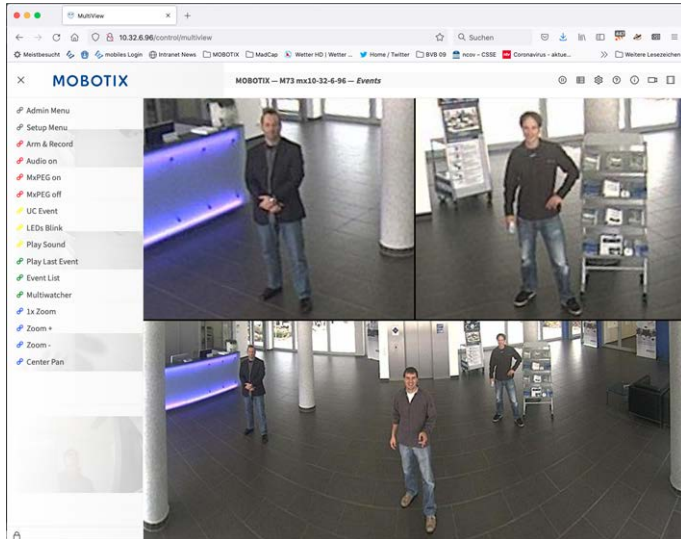 MultiView
10.32.6.96/control/multiview
Suchen
Meistbesucht
mobiles Login
Intranet News
MOBOTIX
MadCap
Wetter HD | Wetter ...
Home / Twitter
BVB 09
ncov – CSSE
Coronavirus - aktue...
Weitere Lesezeichen
MOBOTIX
MOBOTIX — M73 mx10-32-6-96 — Events
Admin Menu
Setup Menu
Arm & Record
Audio on
MxPEG on
MxPEG off
UC Event
LEDs Blink
Play Sound
Play Last Event
Event List
Multiwatcher
1x Zoom
Zoom +
Zoom -
Center Pan